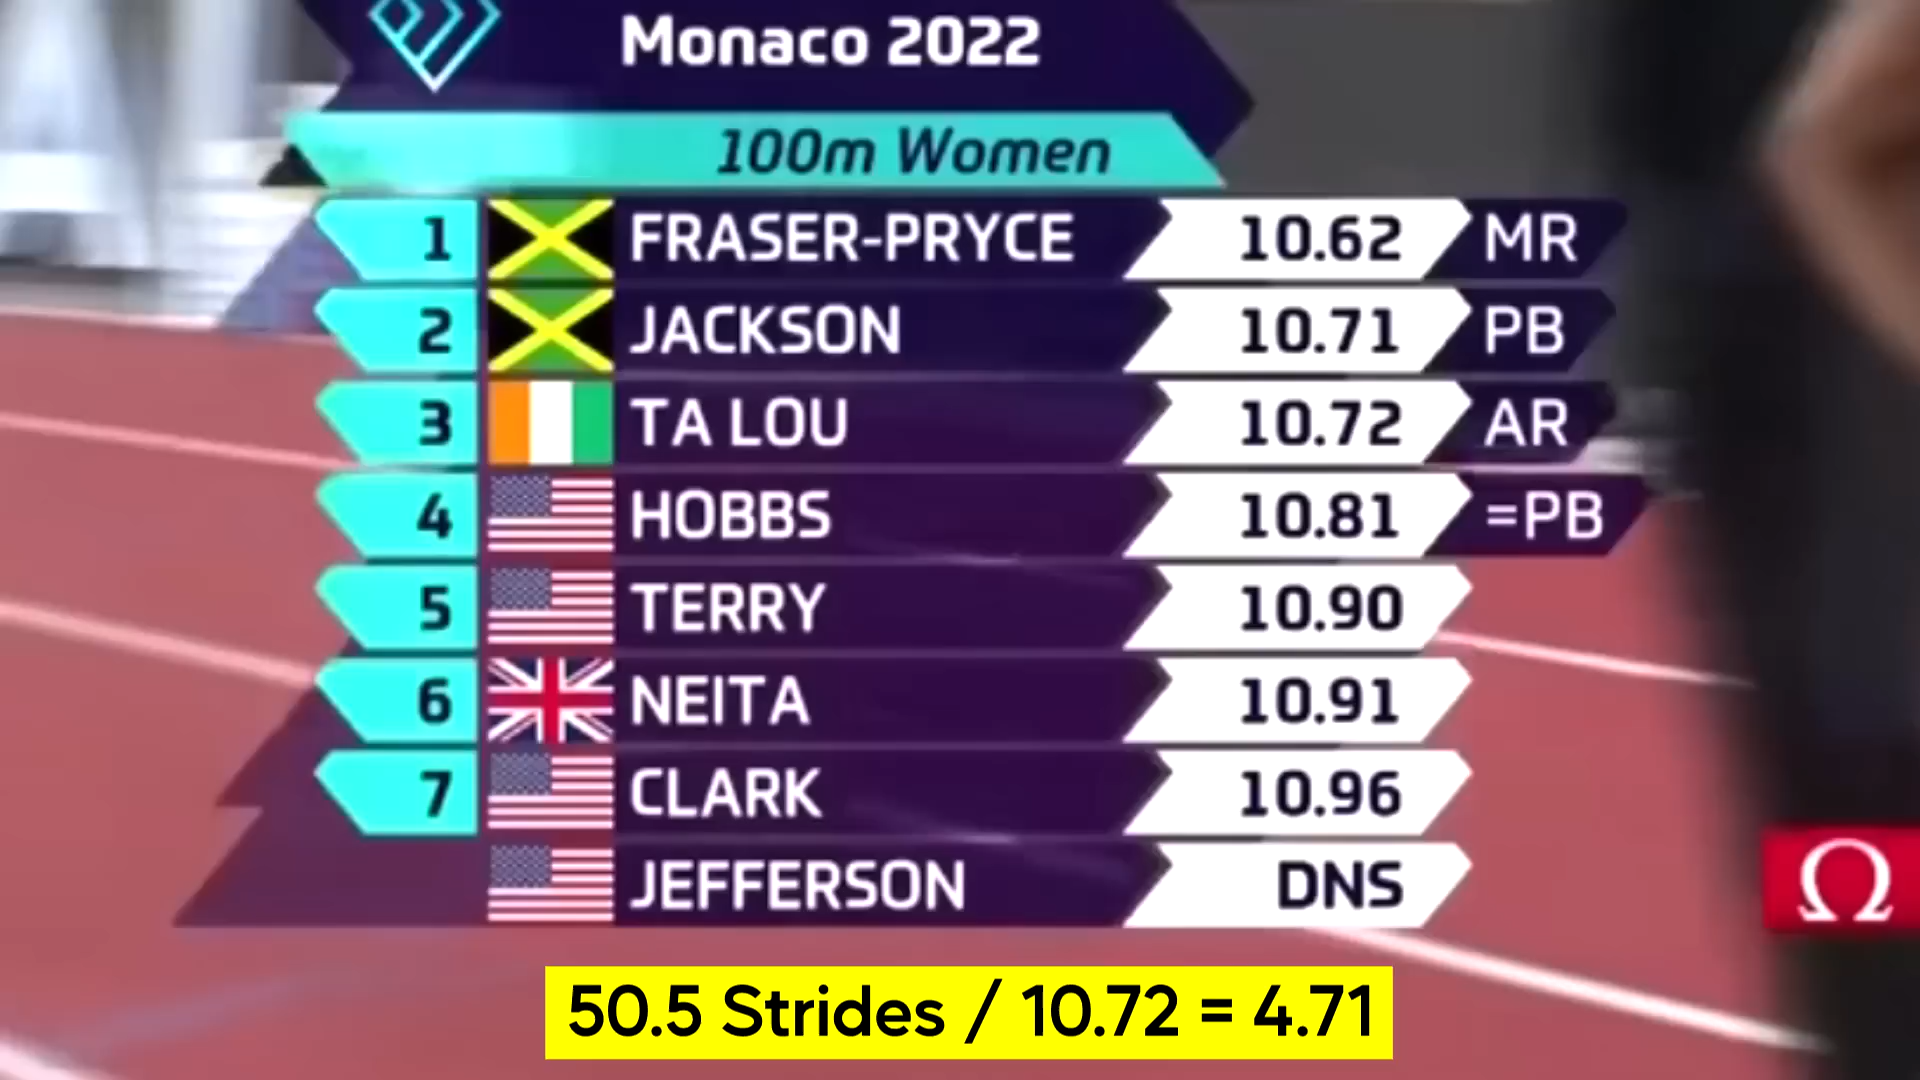 Monaco 2022
100m Women
1 FRASER-PRYCE 10.62 MR
2 JACKSON 10.71 PB
3 TA LOU 10.72 AR
4 HOBBS 10.81 =PB
5 TERRY 10.90
6 NEITA 10.91
7 CLARK 10.96
JEFFERSON DNS
Ω
50.5 Strides / 10.72 = 4.71